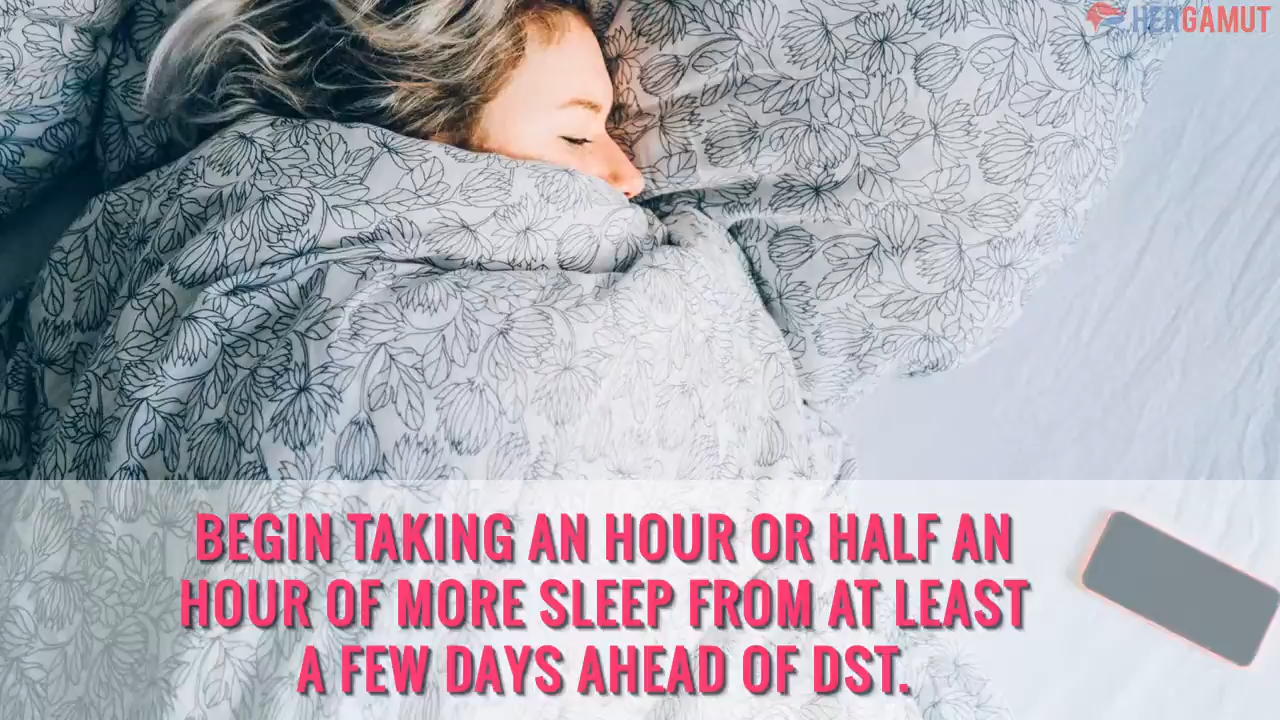 HERGAMUT
BEGIN TAKING AN HOUR OR HALF AN
HOUR OF MORE SLEEP FROM AT LEAST
A FEW DAYS AHEAD OF DST.